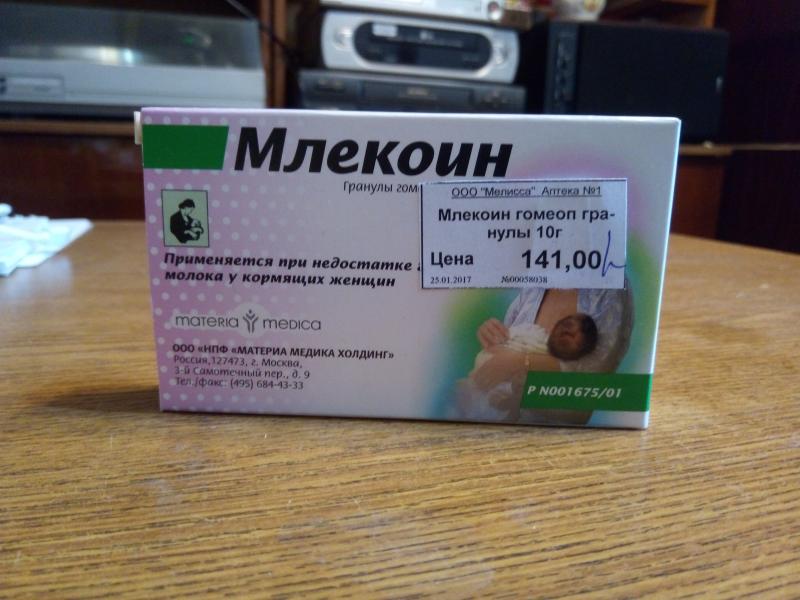 Млекоин
Гранулы
Применяется при недостатке
молока у кормящих женщин
materia medica
ООО «НПФ «МАТЕРИА МЕДИКА ХОЛДИНГ»
Россия,127473, г. Москва,
3-й Самотечный пер., д. 9
Тел./факс: (495) 684-43-33
ООО "Мелисса" Аптека №1
Млекоин гомеоп гра-
нулы 10г
Цена 141,00
25.01.2017 №00058038
P N001675/01